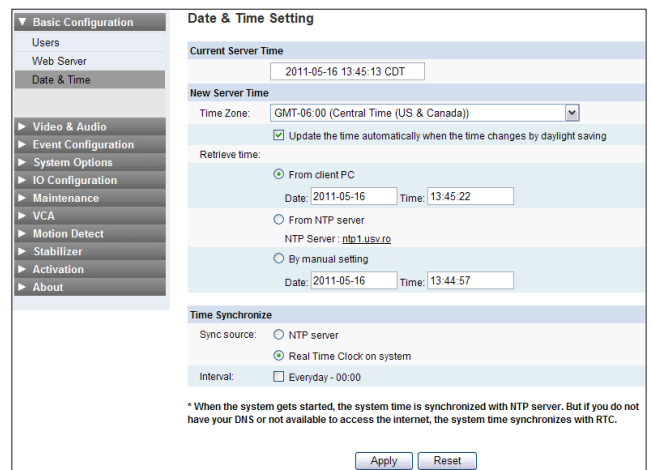 Basic Configuration
Users
Web Server
Date & Time
Video & Audio
Event Configuration
System Options
IO Configuration
Maintenance
VCA
Motion Detect
Stabilizer
Activation
About
Date & Time Setting
Current Server Time
2011-05-16 13:45:13 CDT
New Server Time
Time Zone: GMT-06:00 (Central Time (US & Canada))
Update the time automatically when the time changes by daylight saving
Retrieve time:
From client PC
Date: 2011-05-16 Time: 13:45:22
From NTP server
NTP Server : ntp1.usv.ro
By manual setting
Date: 2011-05-16 Time: 13:44:57
Time Synchronize
Sync source: NTP server
Real Time Clock on system
Interval: Everyday - 00:00
* When the system gets started, the system time is synchronized with NTP server. But if you do not
have your DNS or not available to access the internet, the system time synchronizes with RTC.
Apply Reset